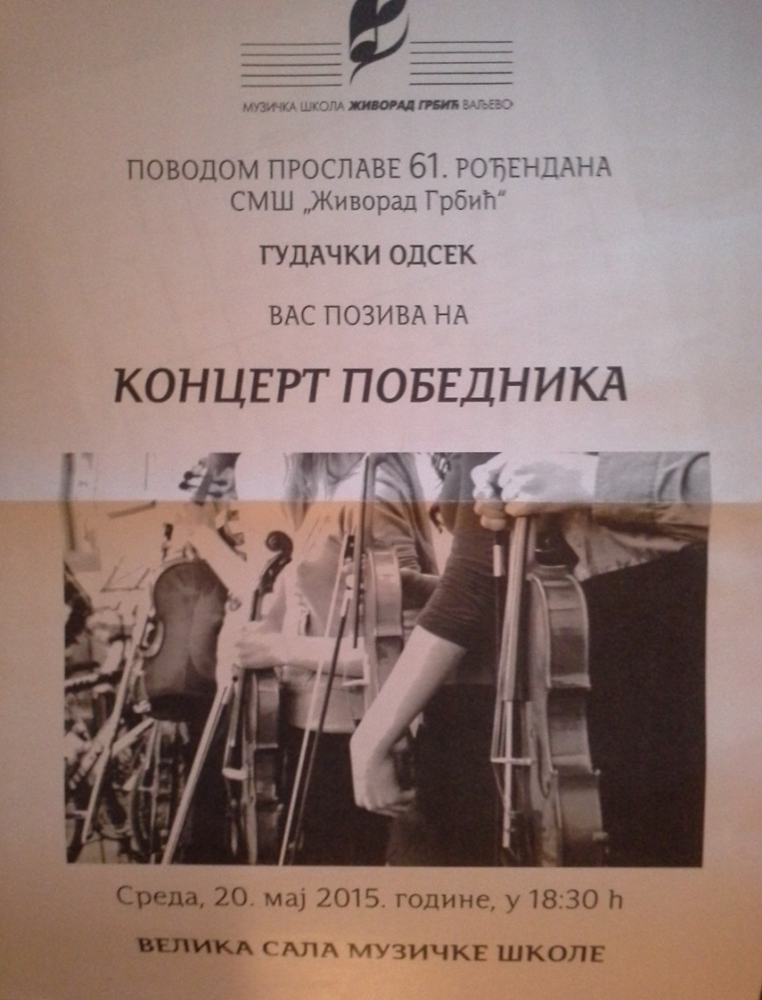 МУЗИЧКА ШКОЛА ЖИВОРАД ГРБИЋ ВАЉЕВО
ПОВОДОМ ПРОСЛАВЕ 61. РОЂЕНДАНА
СМШ „Живорад Грбић“
ГУДАЧКИ ОДСЕК
ВАС ПОЗИВА НА
КОНЦЕРТ ПОБЕДНИКА
Среда, 20. мај 2015. године, у 18:30 h
ВЕЛИКА САЛА МУЗИЧКЕ ШКОЛЕ